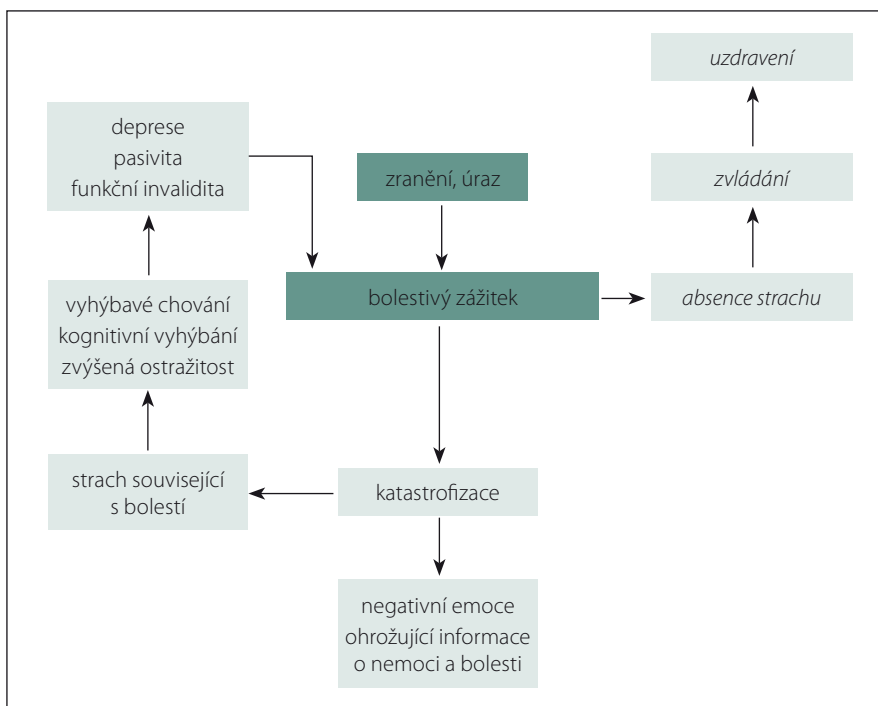 uzdravení
deprese
pasivita
funkční invalidita
zranění, úraz
zvládání
bolestivý zážitek
absence strachu
vyhýbavé chování
kognitivní vyhýbání
zvýšená ostražitost
strach související
s bolestí
katastrofizace
negativní emoce
ohrožující informace
o nemoci a bolesti